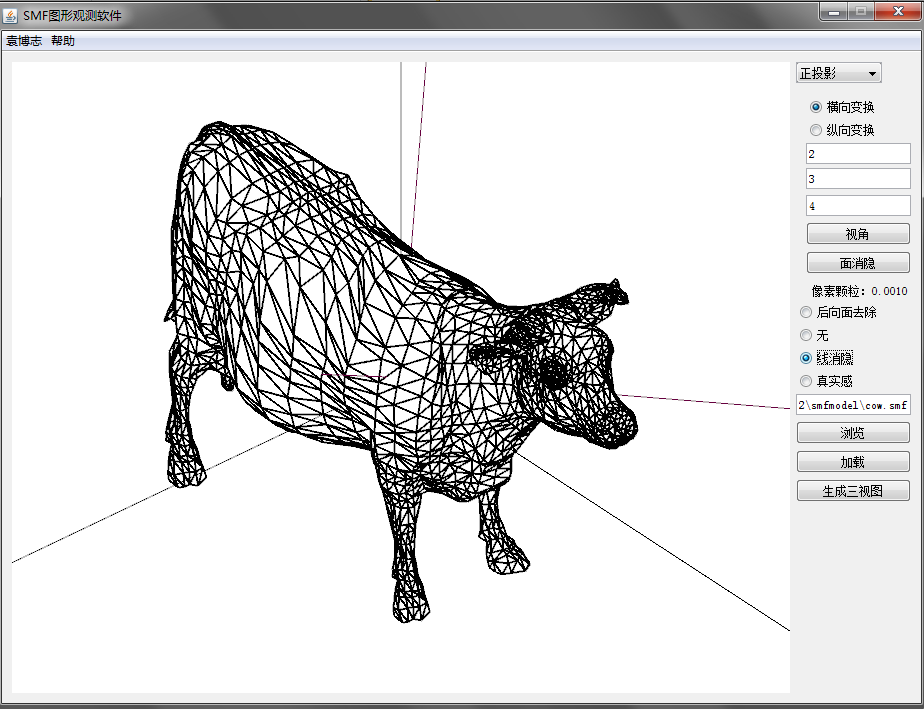 SMF图形观测软件
袁博志 帮助
正投影
横向变换
纵向变换
2
3
4
视角
面消隐
像素颗粒: 0.0010
后向面去除
无
线消隐
真实感
2\smfmodel\cow.smf
浏览
加载
生成三视图